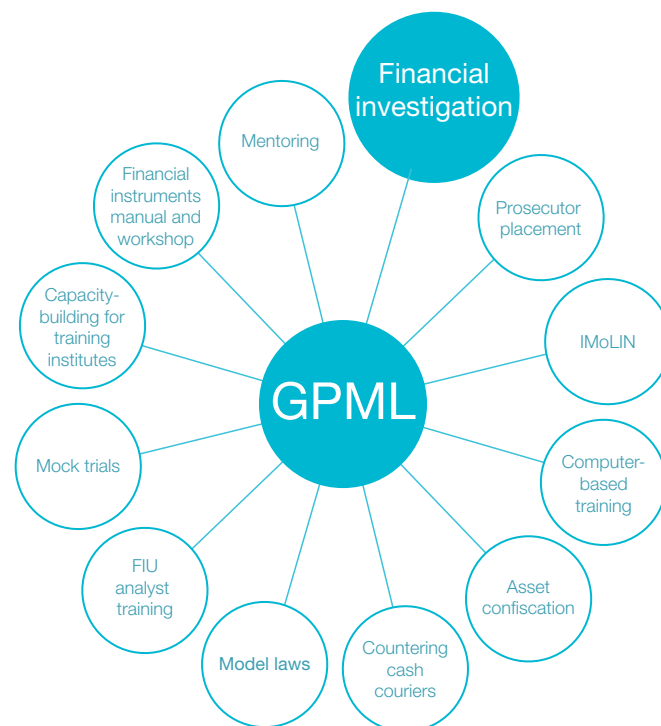 Financial
investigation
Mentoring
Prosecutor
placement
Financial
instruments
manual and
workshop
IMoLIN
Capacity-
building for
training
institutes
GPML
Computer-
based
training
Mock trials
Asset
confiscation
FIU
analyst
training
Countering
cash
couriers
Model laws